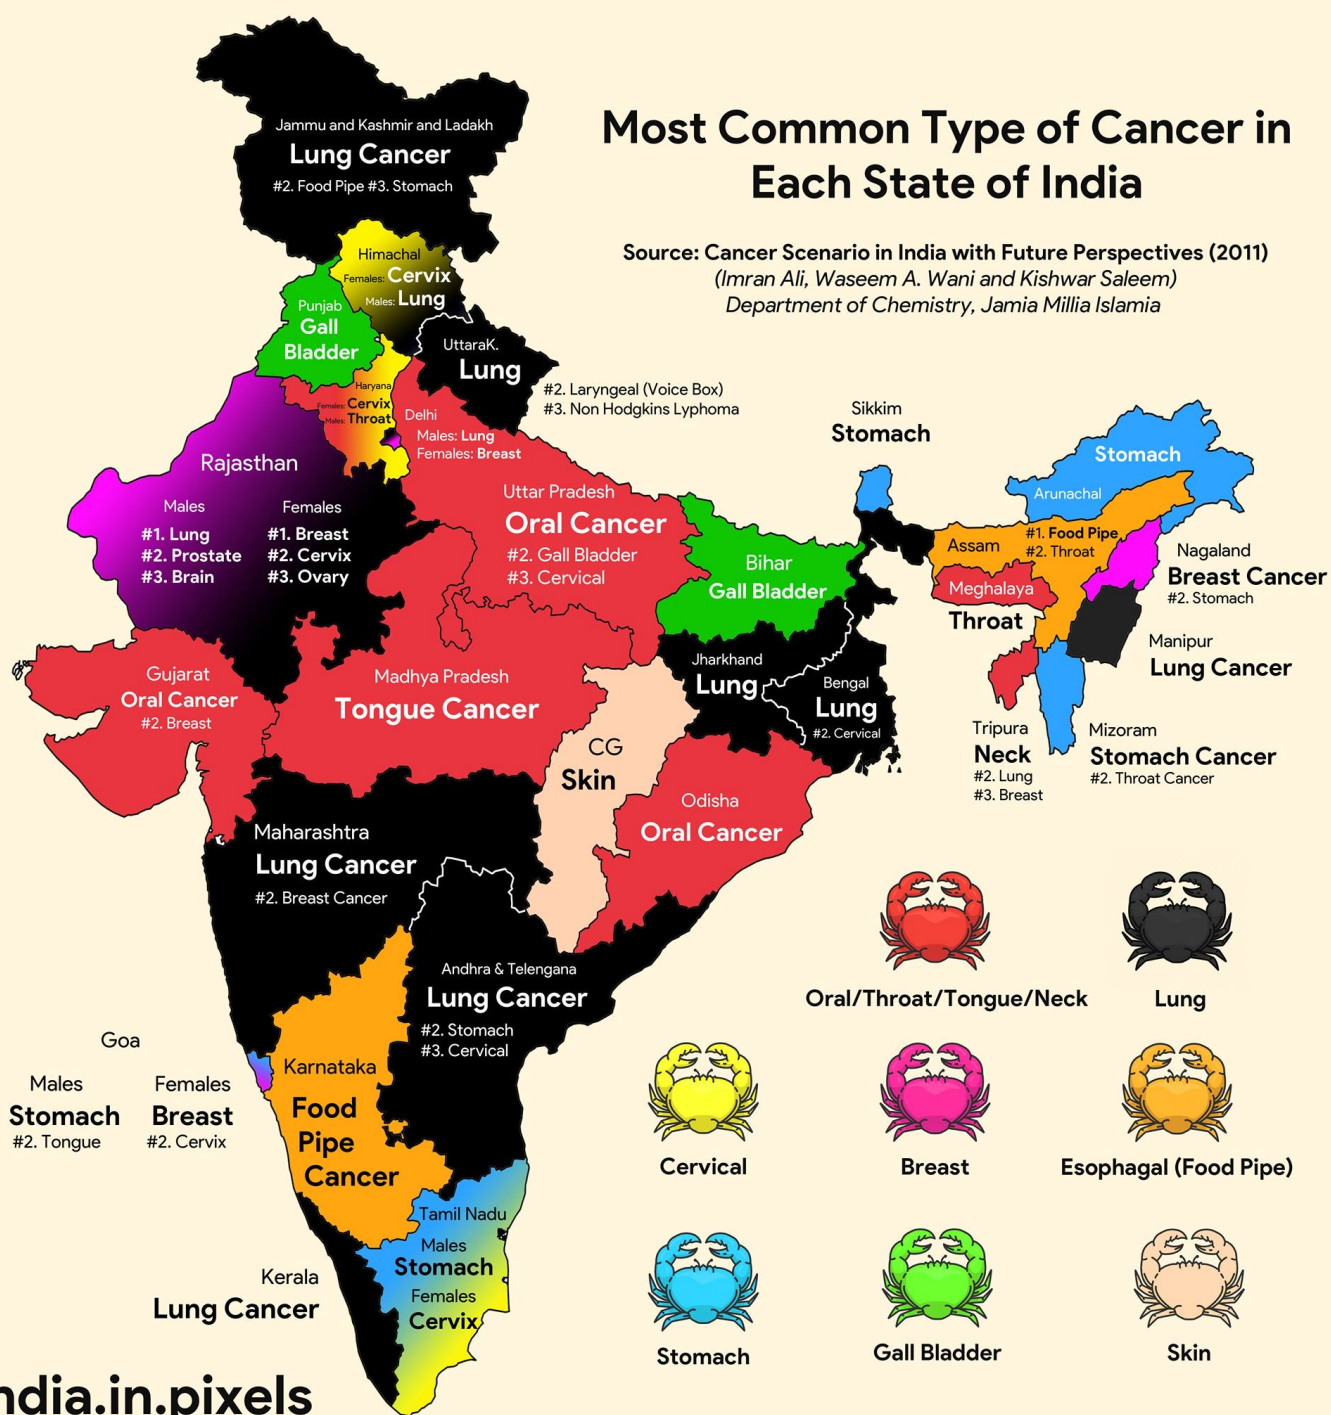 Most Common Type of Cancer in
Each State of India
Source: Cancer Scenario in India with Future Perspectives (2011)
(Imran Ali, Waseem A. Wani and Kishwar Saleem)
Department of Chemistry, Jamia Millia Islamia
Jammu and Kashmir and Ladakh
Lung Cancer
#2. Food Pipe #3. Stomach
Himachal
Females: Cervix
Males: Lung
Punjab
Gall
Bladder
UttaraK.
Lung
#2. Laryngeal (Voice Box)
#3. Non Hodgkins Lyphoma
Haryana
Females: Cervix
Males: Throat
Delhi
Males: Lung
Females: Breast
Rajasthan
Males
#1. Lung
#2. Prostate
#3. Brain
Females
#1. Breast
#2. Cervix
#3. Ovary
Uttar Pradesh
Oral Cancer
#2. Gall Bladder
#3. Cervical
Bihar
Gall Bladder
Sikkim
Stomach
Stomach
Arunachal
Assam
#1. Food Pipe
#2. Throat
Meghalaya
Throat
Nagaland
Breast Cancer
#2. Stomach
Manipur
Lung Cancer
Tripura
Neck
#2. Lung
#3. Breast
Mizoram
Stomach Cancer
#2. Throat Cancer
Gujarat
Oral Cancer
#2. Breast
Madhya Pradesh
Tongue Cancer
Jharkhand
Lung
Bengal
Lung
#2. Cervical
CG
Skin
Odisha
Oral Cancer
Maharashtra
Lung Cancer
#2. Breast Cancer
Andhra & Telengana
Lung Cancer
#2. Stomach
#3. Cervical
Goa
Males
Stomach
#2. Tongue
Females
Breast
#2. Cervix
Karnataka
Food
Pipe
Cancer
Tamil Nadu
Males
Stomach
Females
Cervix
Kerala
Lung Cancer
Oral/Throat/Tongue/Neck
Lung
Cervical
Breast
Esophagal (Food Pipe)
Stomach
Gall Bladder
Skin
ndia.in.pixels